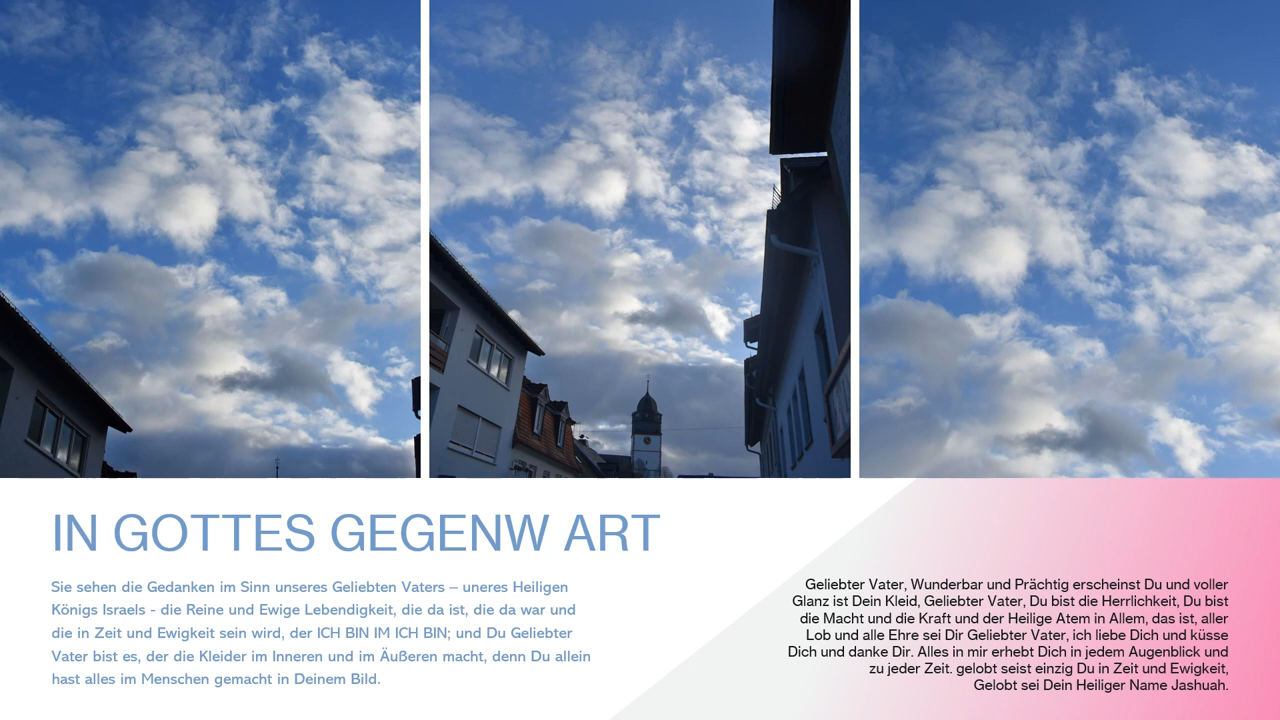 IN GOTTES GEGENW ART
Sie sehen die Gedanken im Sinn unseres Geliebten Vaters – uneres Heiligen
Königs Israels - die Reine und Ewige Lebendigkeit, die da ist, die da war und
die in Zeit und Ewigkeit sein wird, der ICH BIN IM ICH BIN; und Du Geliebter
Vater bist es, der die Kleider im Inneren und im Äußeren macht, denn Du allein
hast alles im Menschen gemacht in Deinem Bild.
Geliebter Vater, Wunderbar und Prächtig erscheinst Du und voller
Glanz ist Dein Kleid, Geliebter Vater, Du bist die Herrlichkeit, Du bist
die Macht und die Kraft und der Heilige Atem in Allem, das ist, aller
Lob und alle Ehre sei Dir Geliebter Vater, ich liebe Dich und küsse
Dich und danke Dir. Alles in mir erhebt Dich in jedem Augenblick und
zu jeder Zeit. gelobt seist einzig Du in Zeit und Ewigkeit,
Gelobt sei Dein Heiliger Name Jashuah.